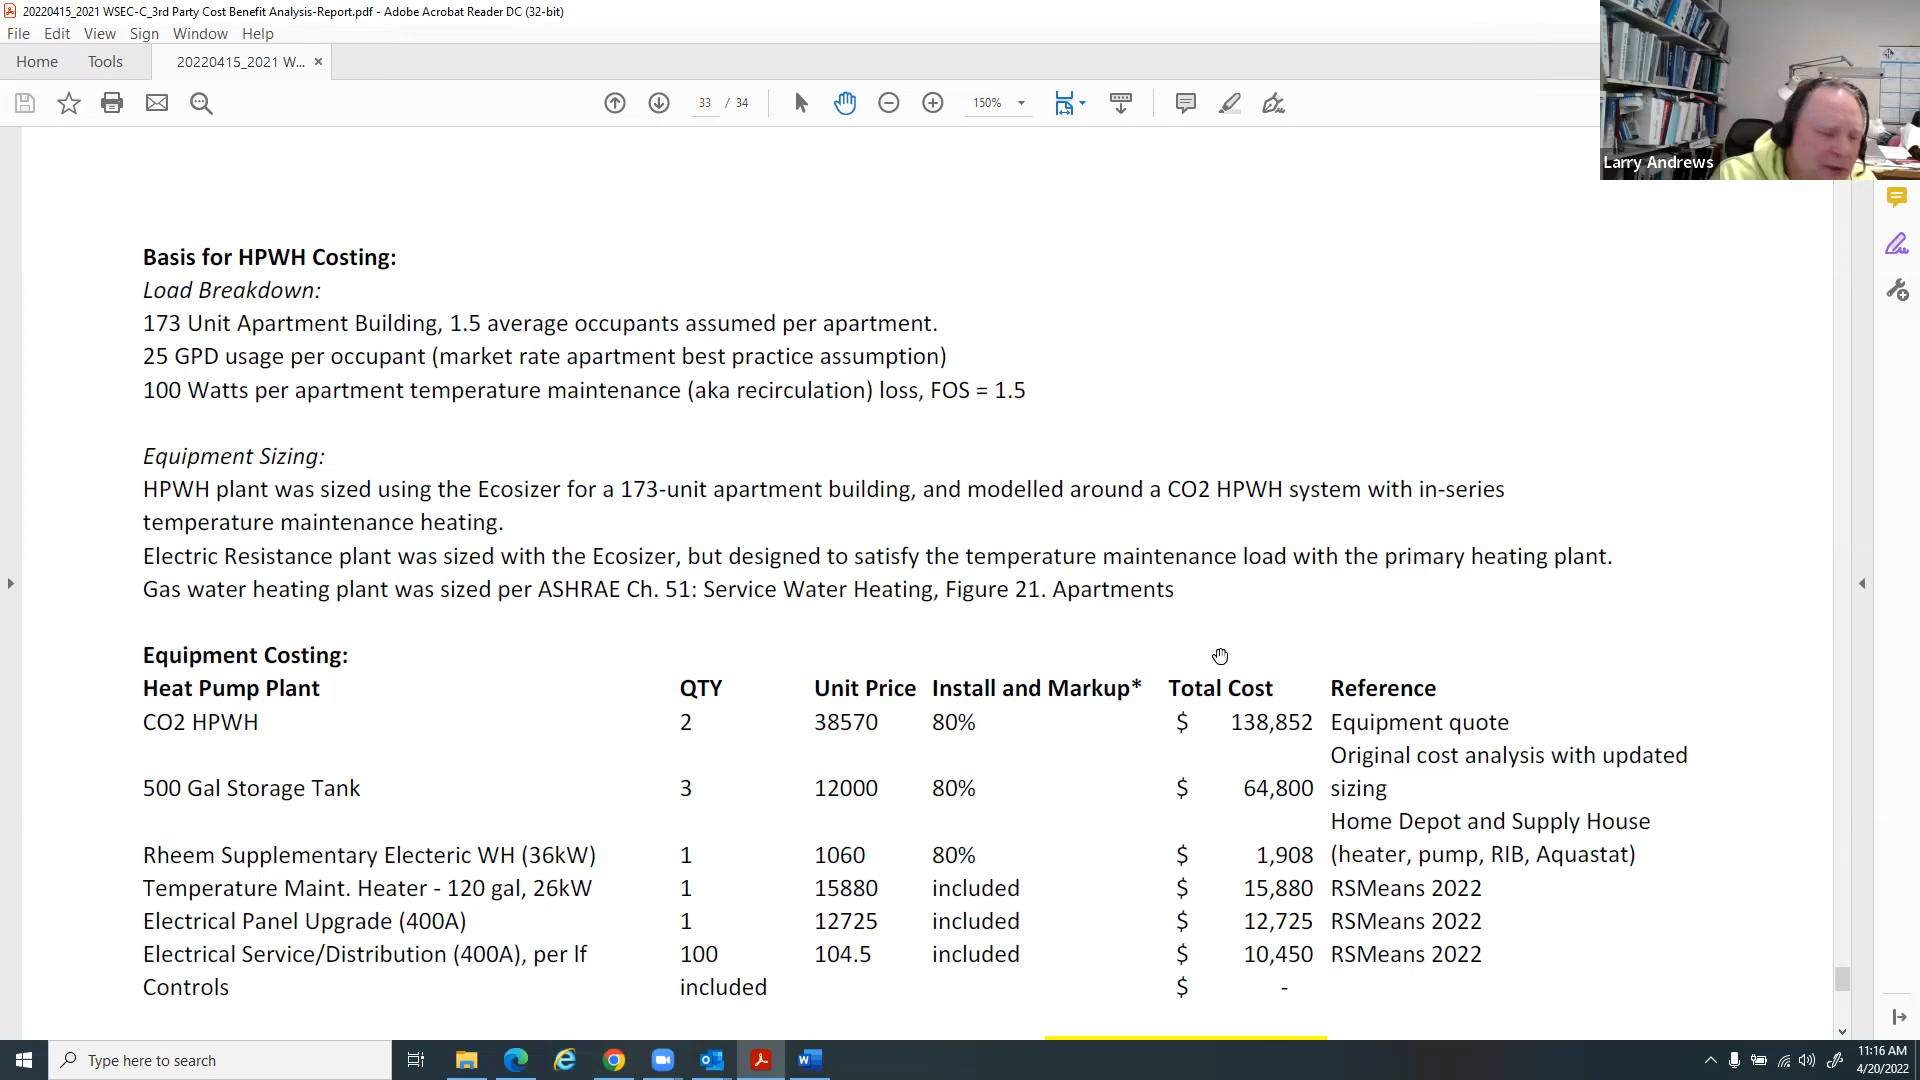 20220415_2021 WSEC-C_3rd Party Cost Benefit Analysis-Report.pdf - Adobe Acrobat Reader DC (32-bit)
File Edit View Sign Window Help
Home Tools 20220415_2021 W... ×
33 / 34 150%
Larry Andrews
Basis for HPWH Costing:
Load Breakdown:
173 Unit Apartment Building, 1.5 average occupants assumed per apartment.
25 GPD usage per occupant (market rate apartment best practice assumption)
100 Watts per apartment temperature maintenance (aka recirculation) loss, FOS = 1.5
Equipment Sizing:
HPWH plant was sized using the Ecosizer for a 173-unit apartment building, and modelled around a CO2 HPWH system with in-series
temperature maintenance heating.
Electric Resistance plant was sized with the Ecosizer, but designed to satisfy the temperature maintenance load with the primary heating plant.
Gas water heating plant was sized per ASHRAE Ch. 51: Service Water Heating, Figure 21. Apartments
Equipment Costing:
Heat Pump Plant QTY Unit Price Install and Markup* Total Cost Reference
CO2 HPWH 2 38570 80% $ 138,852 Equipment quote
Original cost analysis with updated
500 Gal Storage Tank 3 12000 80% $ 64,800 sizing
Home Depot and Supply House
Rheem Supplementary Electeric WH (36kW) 1 1060 80% $ 1,908 (heater, pump, RIB, Aquastat)
Temperature Maint. Heater - 120 gal, 26kW 1 15880 included $ 15,880 RSMeans 2022
Electrical Panel Upgrade (400A) 1 12725 included $ 12,725 RSMeans 2022
Electrical Service/Distribution (400A), per lf 100 104.5 included $ 10,450 RSMeans 2022
Controls included $ -
Type here to search
11:16 AM
4/20/2022